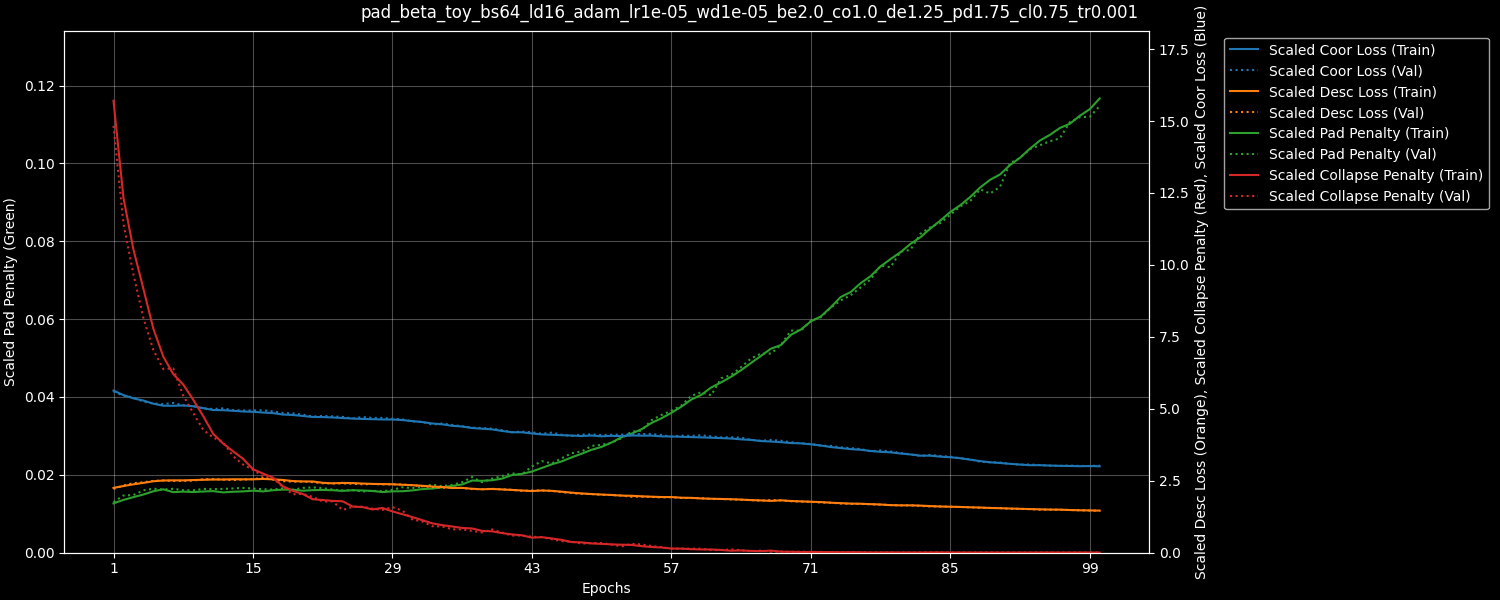 pad_beta_toy_bs64_ld16_adam_lr1e-05_wd1e-05_be2.0_co1.0_de1.25_pd1.75_cl0.75_tr0.001
Scaled Pad Penalty (Green)
0.12
0.10
0.08
0.06
0.04
0.02
0.00
1
15
29
43
57
71
85
99
Epochs
17.5
15.0
12.5
10.0
7.5
5.0
2.5
0.0
Scaled Desc Loss (Orange), Scaled Collapse Penalty (Red), Scaled Coor Loss (Blue)
Scaled Coor Loss (Train)
Scaled Coor Loss (Val)
Scaled Desc Loss (Train)
Scaled Desc Loss (Val)
Scaled Pad Penalty (Train)
Scaled Pad Penalty (Val)
Scaled Collapse Penalty (Train)
Scaled Collapse Penalty (Val)